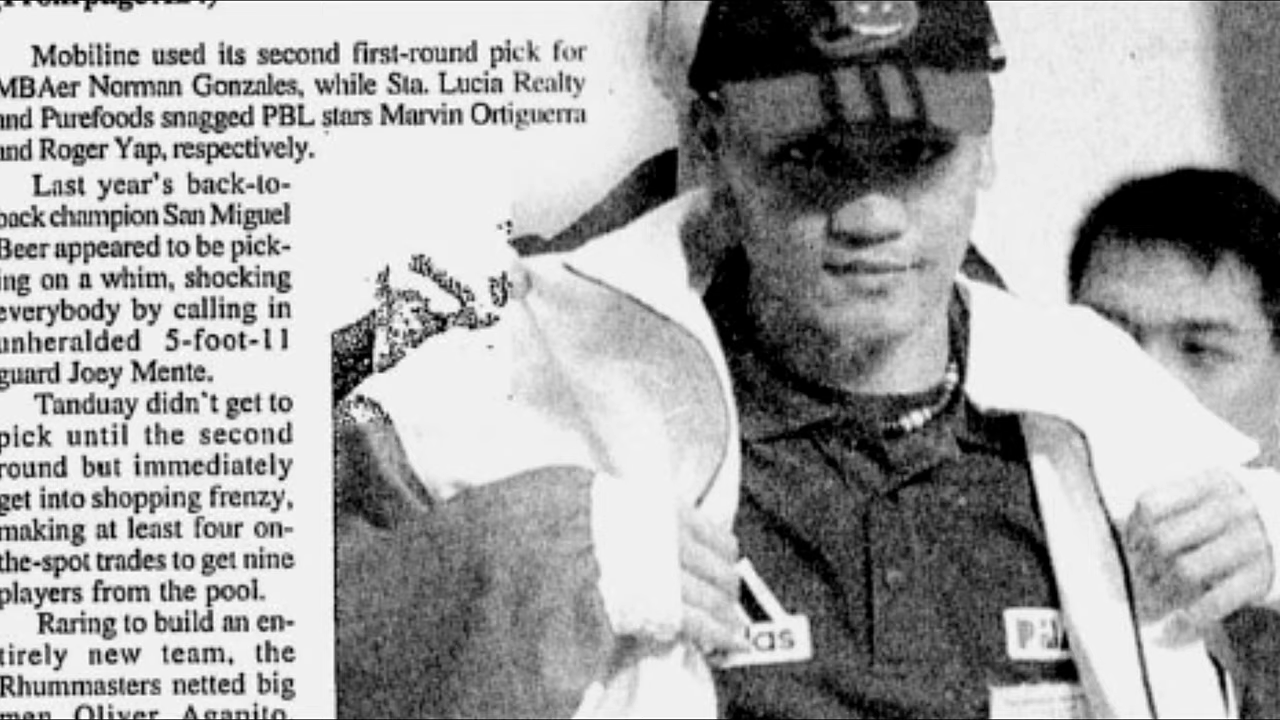 Mobiline used its second first-round pick for
MBAer Norman Gonzales, while Sta. Lucia Realty
and Purefoods snagged PBL stars Marvin Ortiguerra
and Roger Yap, respectively.
Last year's back-to-
back champion San Miguel
Beer appeared to be pick-
ing on a whim, shocking
everybody by calling in
unheralded 5-foot-11
guard Joey Mente.
Tanduay didn't get to
pick until the second
round but immediately
get into shopping frenzy,
making at least four on-
the-spot trades to get nine
players from the pool.
Raring to build an en-
tirely new team, the
Rhummasters netted big
men Oliver Agapito,
das